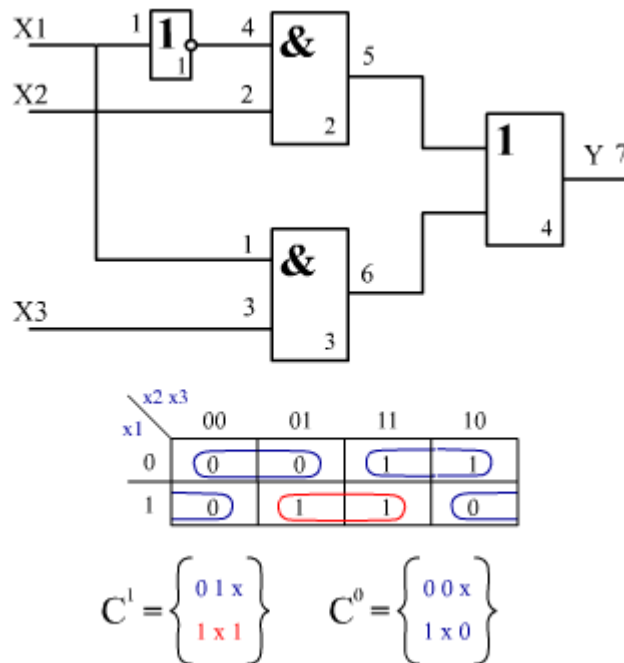 X1 1 1 4 & 5
1
X2 2 2
1 Y 7
4
1 & 6
X3 3 3
x2 x3
x1 00 01 11 10
0 0 0 1 1
1 0 1 1 0
C¹ = { 0 1 x C⁰ = { 0 0 x
1 x 1 } 1 x 0 }